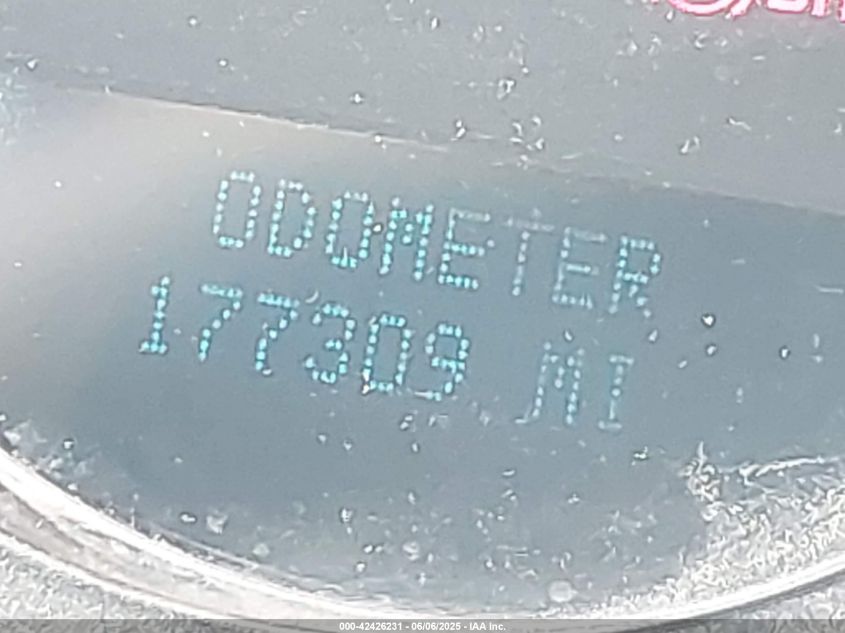 ODOMETER
177309 MI
000-42426231 - 06/06/2025 - IAA Inc.